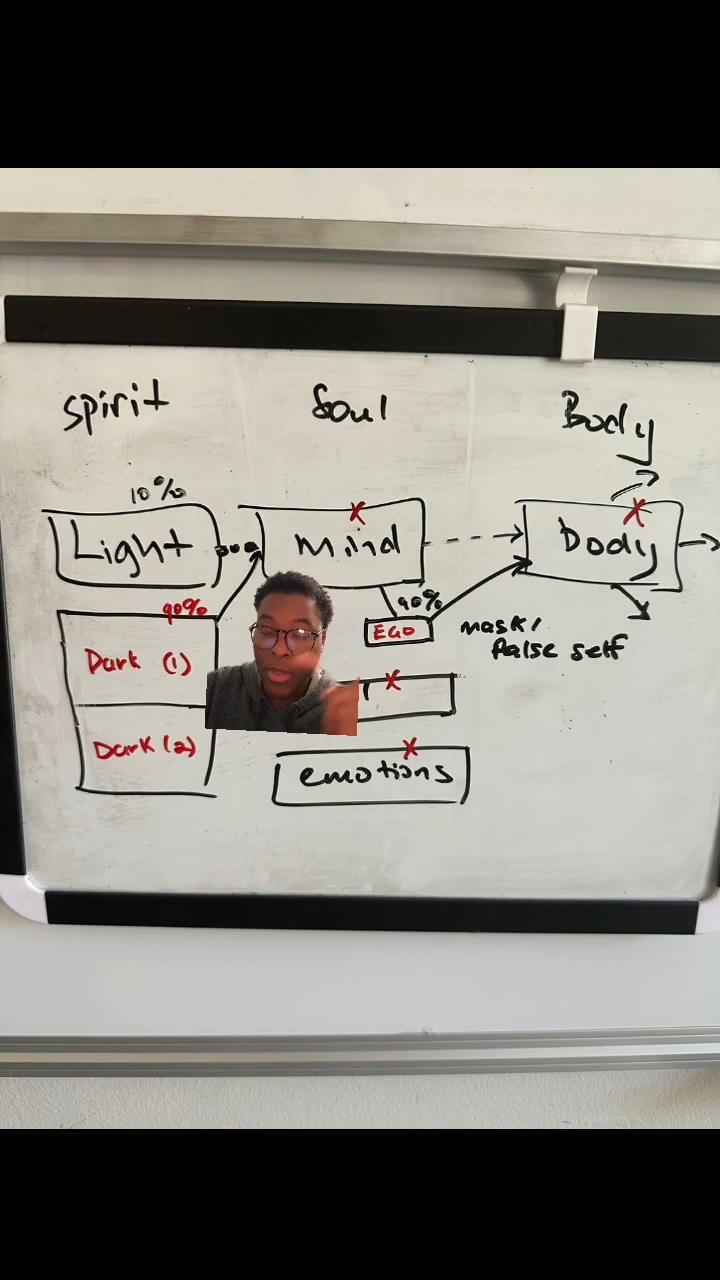 spirit
Soul
Body
10%
Light
mind
body
90%
Dark (1)
Dark (2)
90%
EGO
mask/
False self
emotions